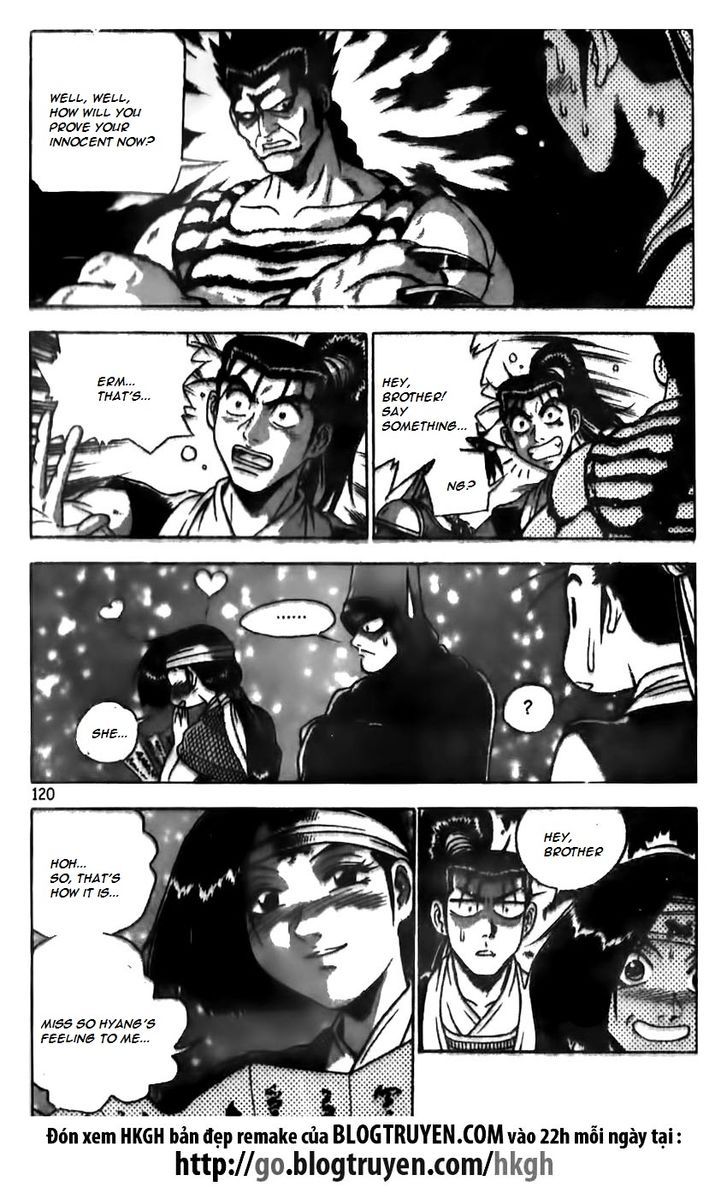 WELL, WELL,
HOW WILL YOU
PROVE YOUR
INNOCENT NOW?
ERM...
THAT'S...
HEY,
BROTHER!
SAY
SOMETHING...
NG?
......
SHE...
?
120
HOH...
SO, THAT'S
HOW IT IS...
MISS SO HYANG'S
FEELING TO ME...
HEY,
BROTHER
Đón xem HKGH bản đẹp remake của BLOGTRUYEN.COM vào 22h mỗi ngày tại :
http://go.blogtruyen.com/hkgh